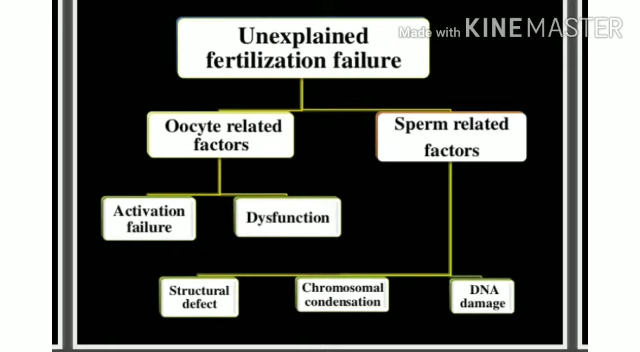 Made with KINEMASTER
Unexplained
fertilization failure
Oocyte related
factors
Sperm related
factors
Activation
failure
Dysfunction
Structural
defect
Chromosomal
condensation
DNA
damage